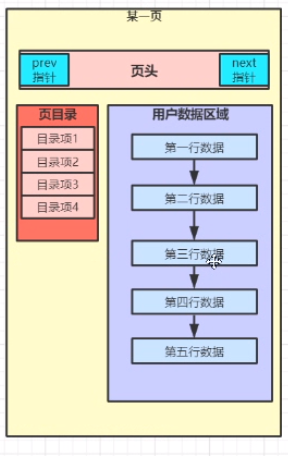 某一页
prev
指针
页头
next
指针
页目录
目录项1
目录项2
目录项3
目录项4
用户数据区域
第一行数据
第二行数据
第三行数据
第四行数据
第五行数据